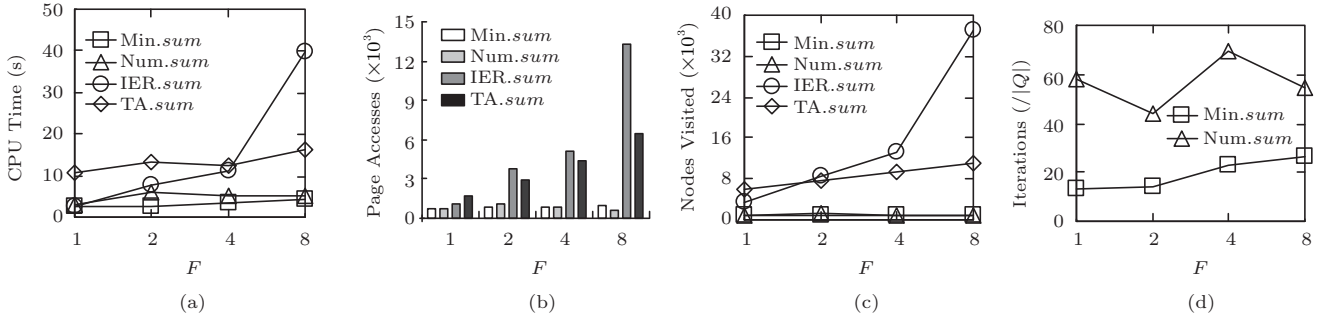 CPU Time (s)
50
40
30
20
10
0
Min.sum
Num.sum
IER.sum
TA.sum
1 2 4 8
F
(a)
Page Accesses (×10³)
15
12
9
6
3
0
Min.sum
Num.sum
IER.sum
TA.sum
1 2 4 8
F
(b)
Nodes Visited (×10³)
40
32
24
16
8
0
Min.sum
Num.sum
IER.sum
TA.sum
1 2 4 8
F
(c)
Iterations (/|Q|)
80
60
40
20
0
Min.sum
Num.sum
1 2 4 8
F
(d)